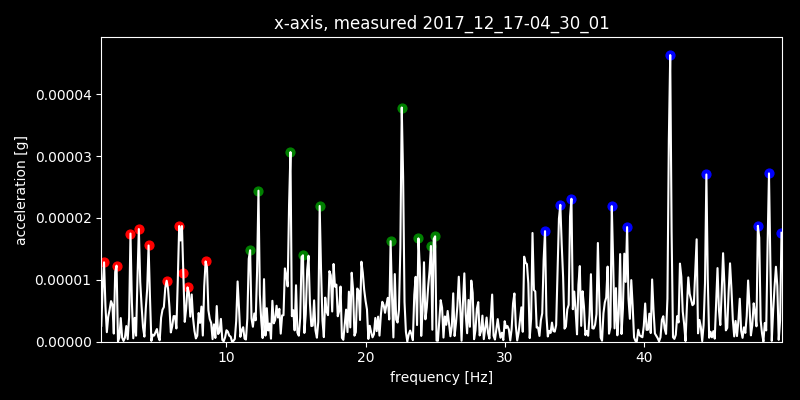 x-axis, measured 2017_12_17-04_30_01
acceleration [g]
0.00004
0.00003
0.00002
0.00001
0.00000
10 20 30 40
frequency [Hz]